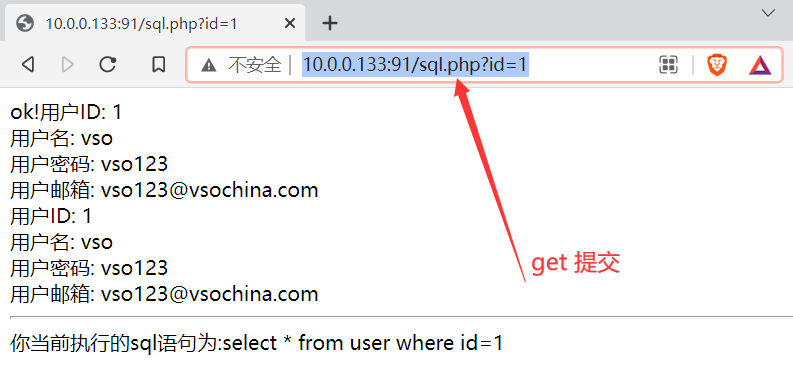 10.0.0.133:91/sql.php?id=1
不安全 | 10.0.0.133:91/sql.php?id=1
ok!用户ID: 1
用户名: vso
用户密码: vso123
用户邮箱: vso123@vsochina.com
用户ID: 1
用户名: vso
用户密码: vso123
用户邮箱: vso123@vsochina.com
get 提交
你当前执行的sql语句为:select * from user where id=1